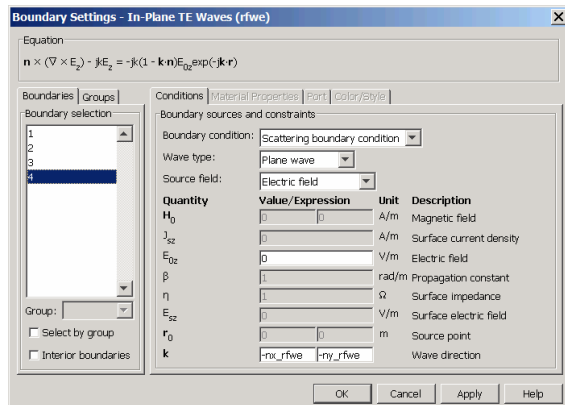 Boundary Settings - In-Plane TE Waves (rfwe)
Equation
n × (∇ × E_z) - jkE_z = -jk(1 - k·n)E_0z exp(-jk·r)
Boundaries Groups
Boundary selection
1
2
3
4
Group:
Select by group
Interior boundaries
Conditions Material Properties Port Color/Style
Boundary sources and constraints
Boundary condition: Scattering boundary condition
Wave type: Plane wave
Source field: Electric field
Quantity Value/Expression Unit Description
H_0 0 0 A/m Magnetic field
J_sz 0 A/m Surface current density
E_0z 0 V/m Electric field
β 1 rad/m Propagation constant
η 1 Ω Surface impedance
E_sz 0 V/m Surface electric field
r_0 0 0 m Source point
k -nx_rfwe -ny_rfwe Wave direction
OK Cancel Apply Help